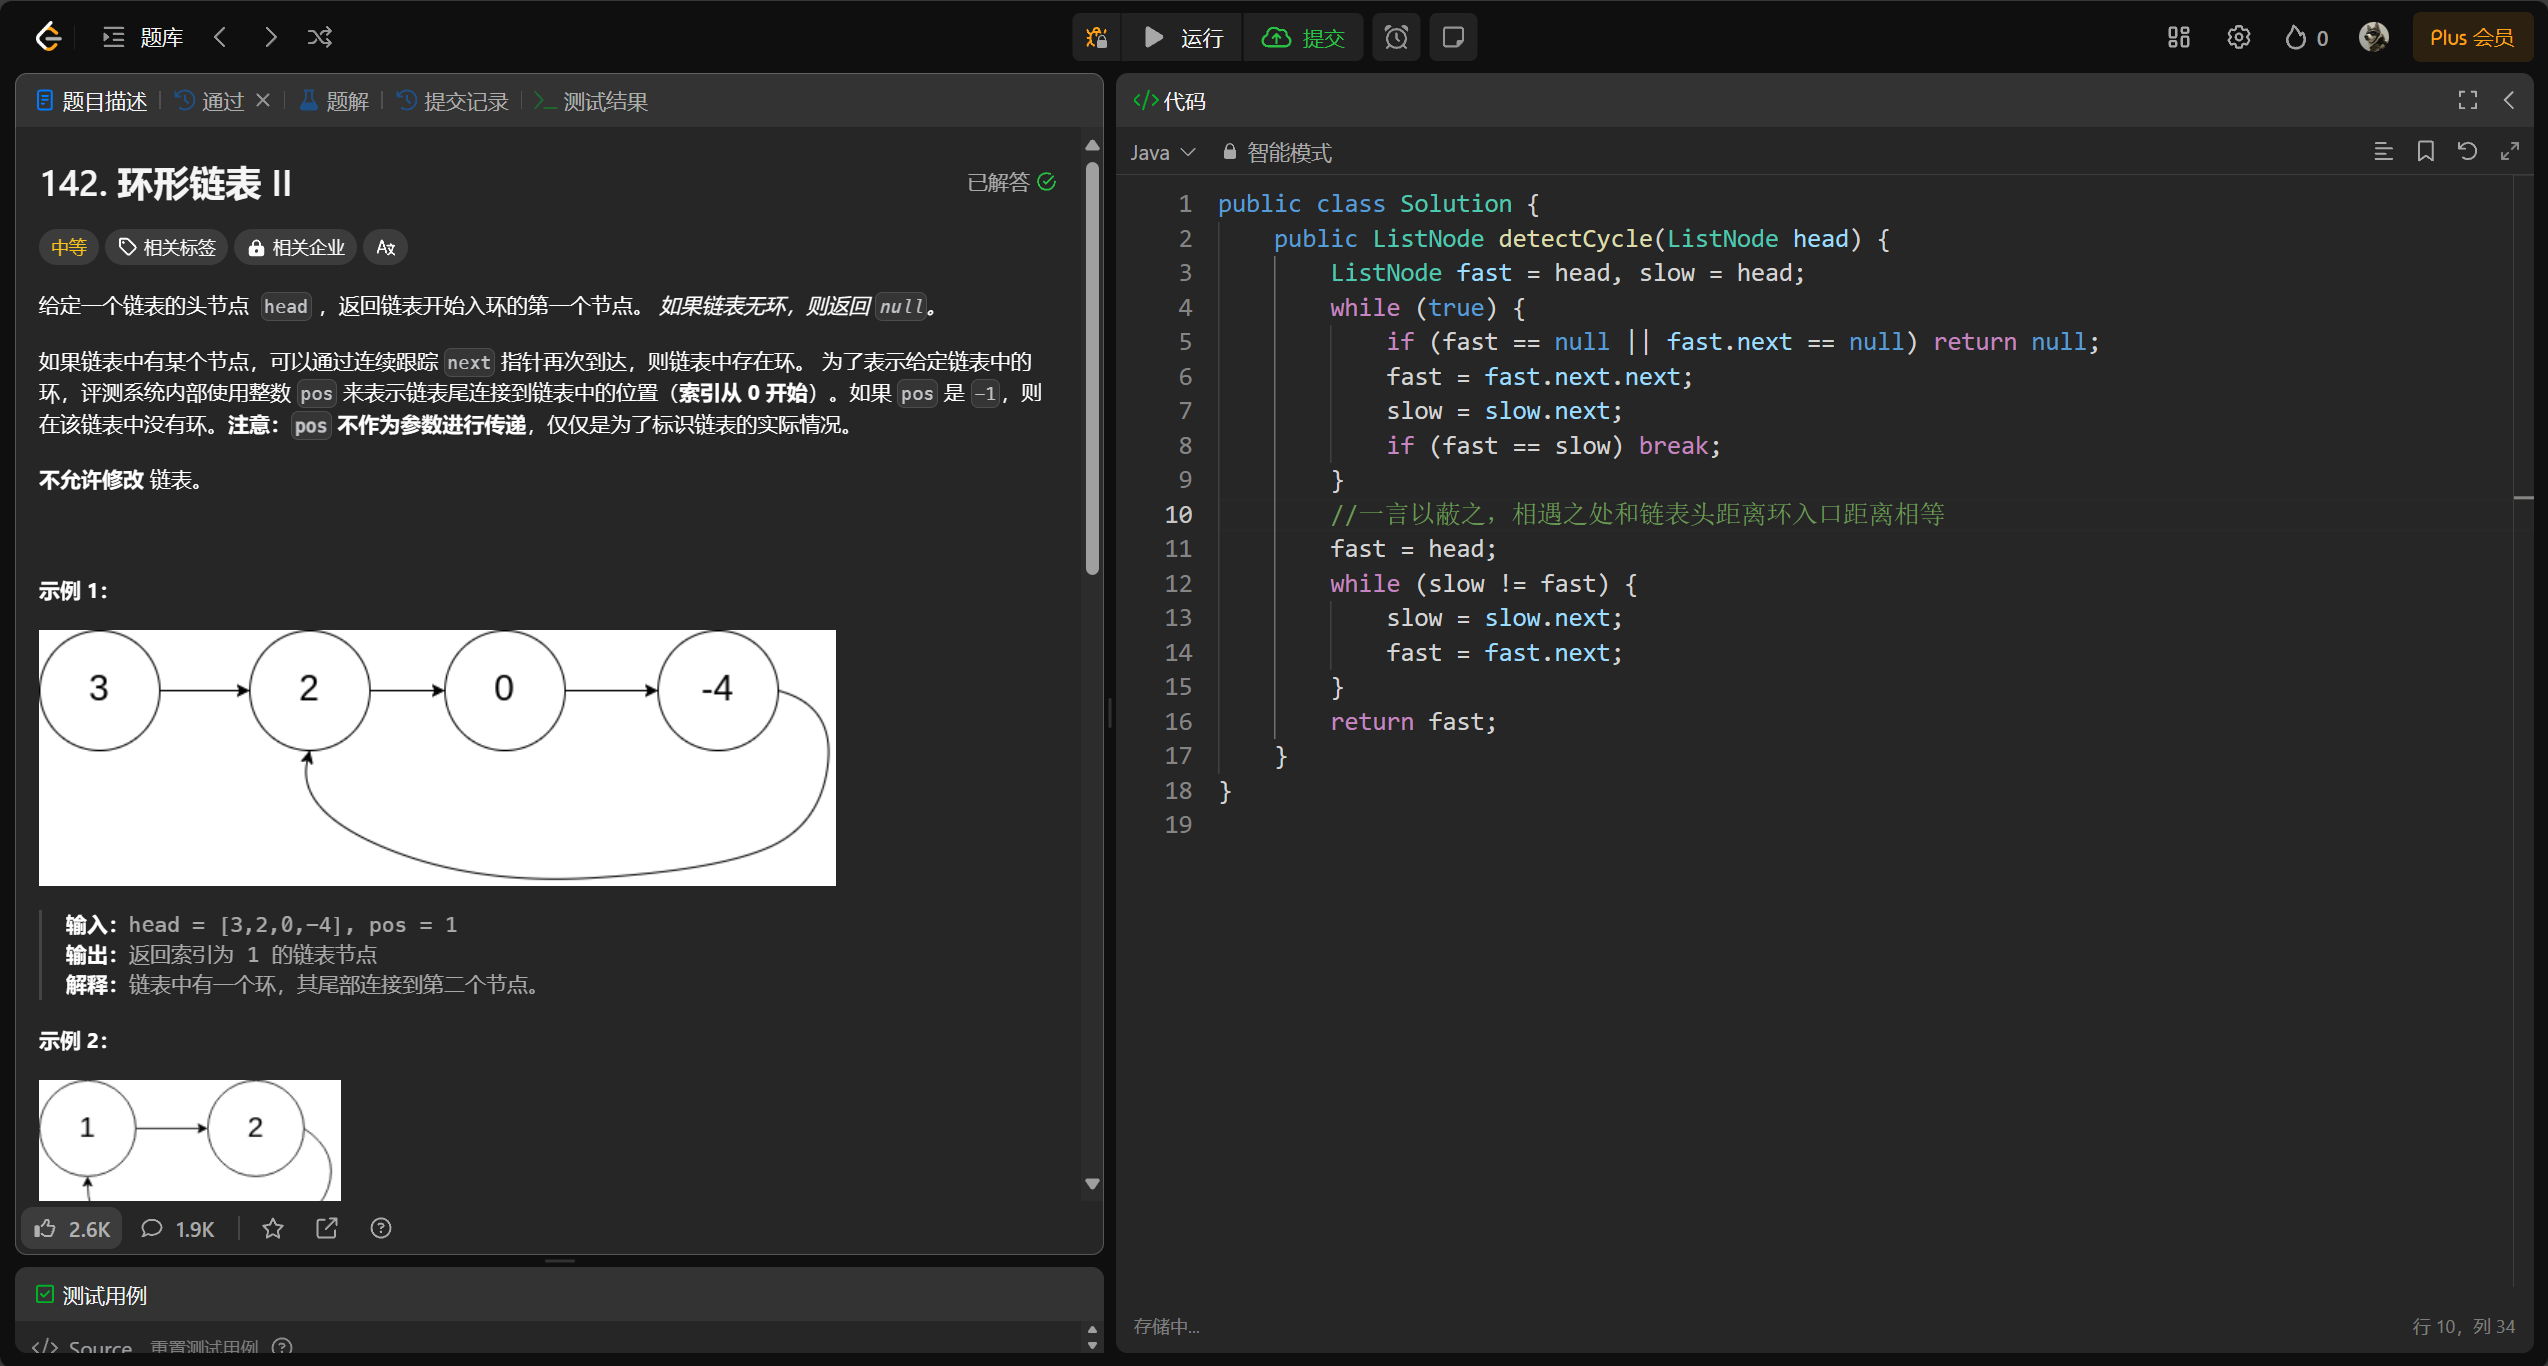 题库
运行
提交
0
Plus 会员
题目描述
通过
题解
提交记录
测试结果
142. 环形链表 II
已解答
中等
相关标签
相关企业
给定一个链表的头节点 head ，返回链表开始入环的第一个节点。 如果链表无环，则返回 null。
如果链表中有某个节点，可以通过连续跟踪 next 指针再次到达，则链表中存在环。 为了表示给定链表中的
环，评测系统内部使用整数 pos 来表示链表尾连接到链表中的位置（索引从 0 开始）。如果 pos 是 -1，则
在该链表中没有环。注意：pos 不作为参数进行传递，仅仅是为了标识链表的实际情况。
不允许修改 链表。
示例 1：
3
2
0
-4
输入：head = [3,2,0,-4], pos = 1
输出：返回索引为 1 的链表节点
解释：链表中有一个环，其尾部连接到第二个节点。
示例 2：
1
2
2.6K
1.9K
测试用例
Source
重置测试用例
代码
Java
智能模式
1 public class Solution {
2 public ListNode detectCycle(ListNode head) {
3 ListNode fast = head, slow = head;
4 while (true) {
5 if (fast == null || fast.next == null) return null;
6 fast = fast.next.next;
7 slow = slow.next;
8 if (fast == slow) break;
9 }
10 //一言以蔽之，相遇之处和链表头距离环入口距离相等
11 fast = head;
12 while (slow != fast) {
13 slow = slow.next;
14 fast = fast.next;
15 }
16 return fast;
17 }
18 }
19
存储中...
行 10，列 34